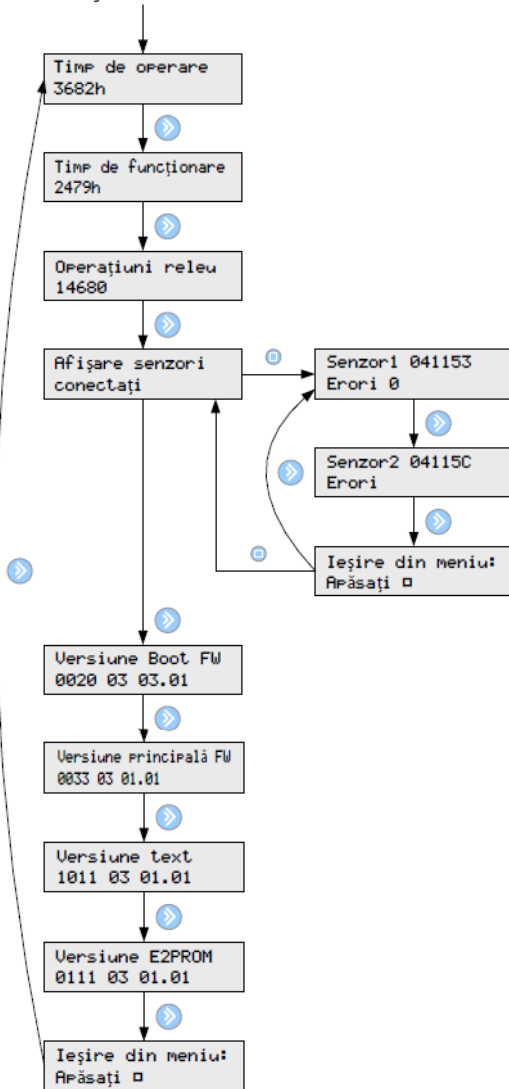 Timp de operare
3682h
Timp de funcționare
2479h
Operațiuni releu
14680
Afișare senzori
conectați
Senzor1 041153
Erori 0
Senzor2 04115C
Erori
Ieșire din meniu:
Apăsați
Versiune Boot FW
0020 03 03.01
Versiune principală FW
0033 03 01.01
Versiune text
1011 03 01.01
Versiune E2PROM
0111 03 01.01
Ieșire din meniu:
Apăsați